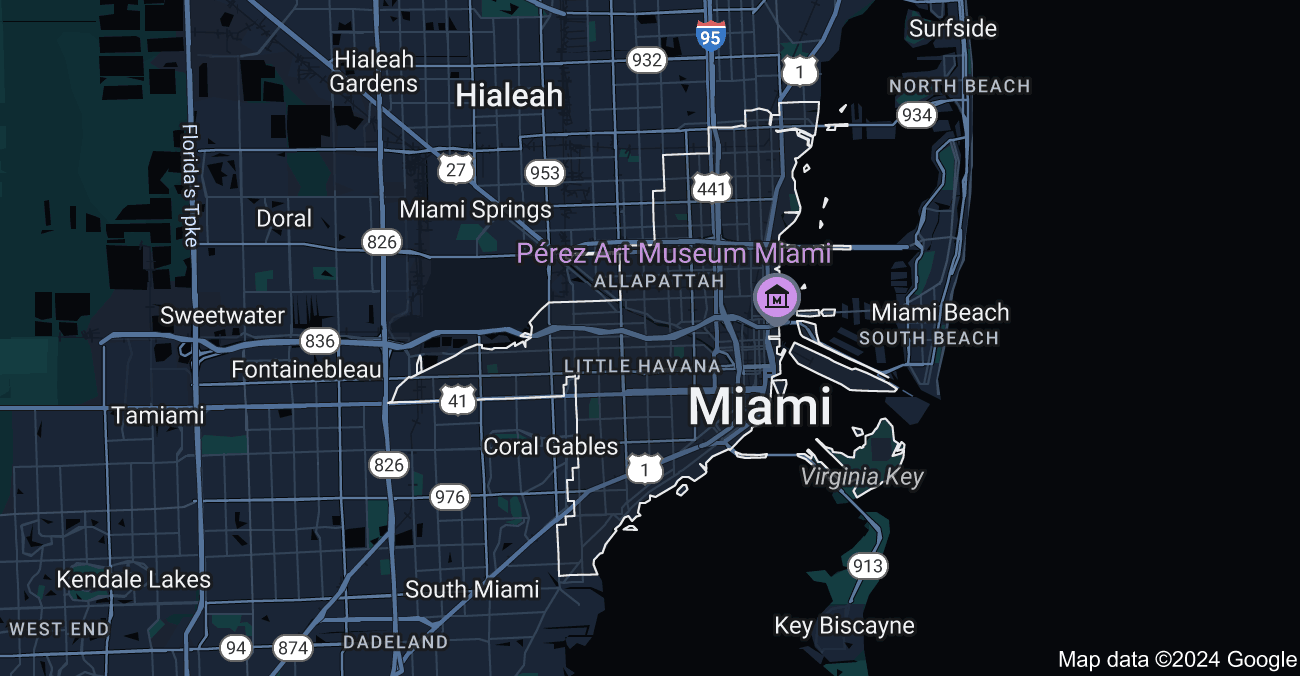 Surfside
95
Hialeah
Gardens
932
1
NORTH BEACH
Hialeah
934
Florida's Tpke
27
953
441
Miami Springs
Doral
826
Pérez Art Museum Miami
ALLAPATTAH
M
Miami Beach
Sweetwater
836
SOUTH BEACH
Fontainebleau
LITTLE HAVANA
41
Miami
Tamiami
Coral Gables
826
1
Virginia Key
976
913
Kendale Lakes
South Miami
Key Biscayne
WEST END
94
874
DADELAND
Map data ©2024 Google